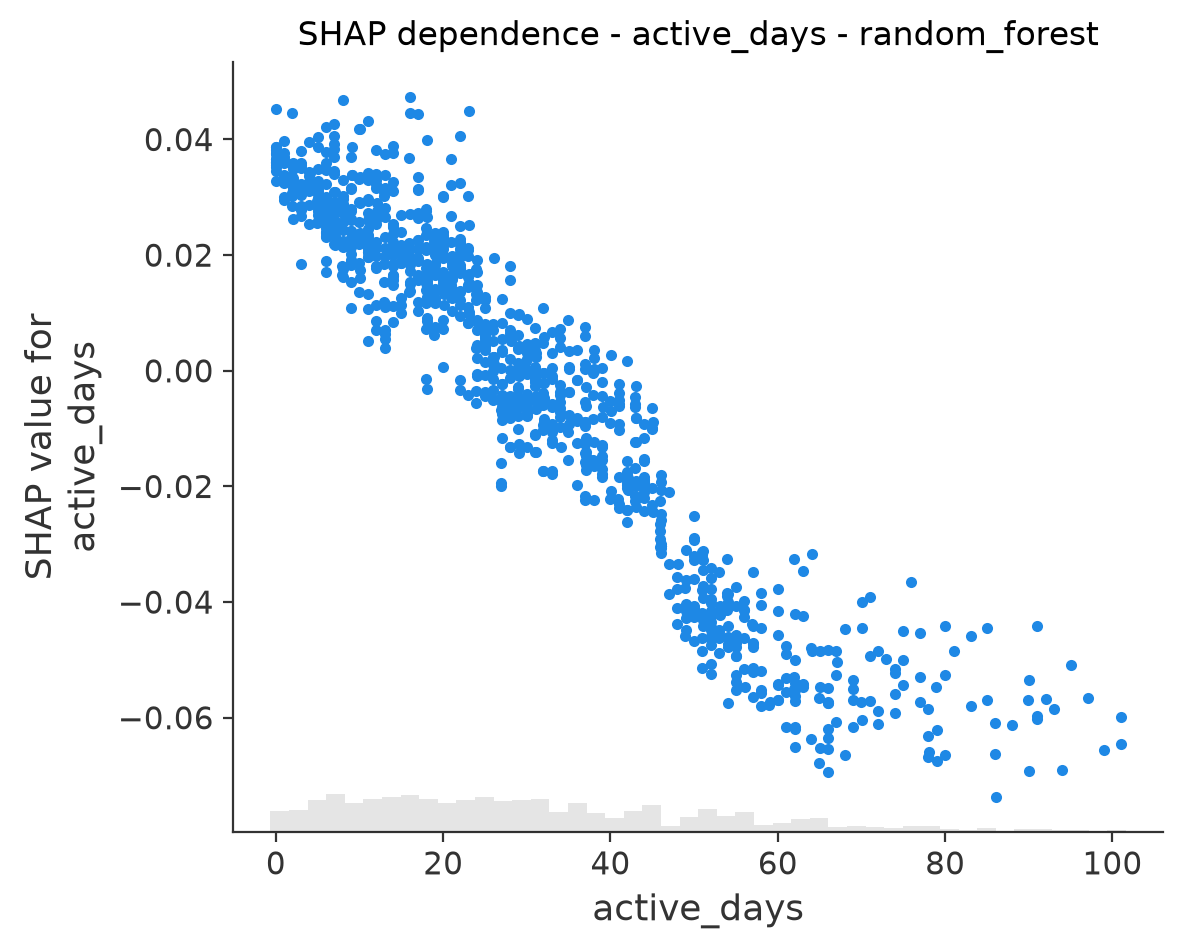 SHAP dependence - active_days - random_forest
0.04
0.02
0.00
−0.02
−0.04
−0.06
SHAP value for
active_days
0 20 40 60 80 100
active_days